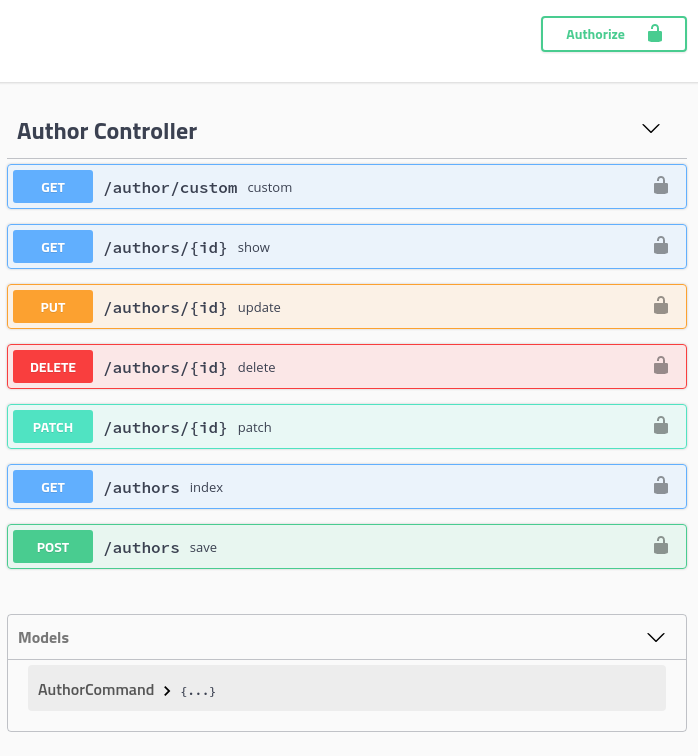 Authorize
Author Controller
GET /author/custom custom
GET /authors/{id} show
PUT /authors/{id} update
DELETE /authors/{id} delete
PATCH /authors/{id} patch
GET /authors index
POST /authors save
Models
AuthorCommand {...}